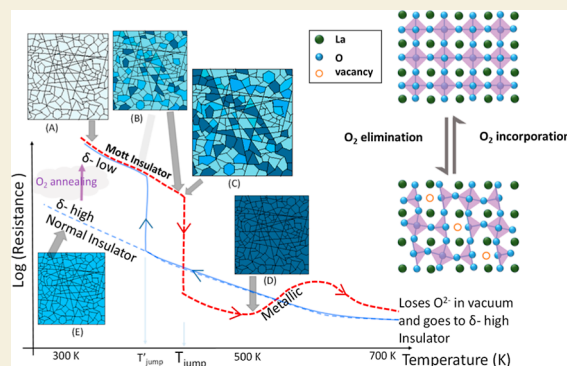 La
O
vacancy
O₂ elimination
O₂ incorporation
(A)
(B)
(C)
Mott Insulator
δ- low
O₂ annealing
δ- high
Normal Insulator
(D)
(E)
Metallic
Loses O²⁻ in vacuum
and goes to δ- high
Insulator
Log (Resistance )
300 K
T'jump
Tjump
500 K
700 K
Temperature (K)